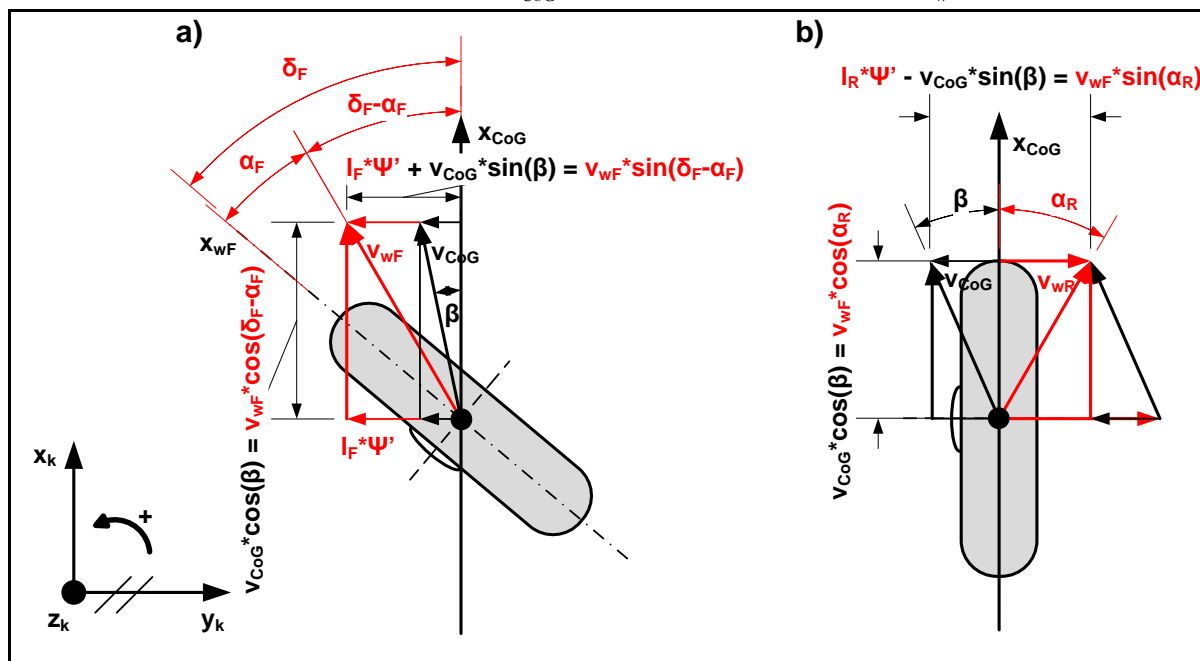 a)
b)
δF
δF-αF
αF
xCoG
lF*Ψ' + vCoG*sin(β) = vwF*sin(δF-αF)
xwF
vwF
vCoG
β
vCoG*cos(β) = vwF*cos(δF-αF)
lF*Ψ'
xk
+
zk
yk
lR*Ψ' - vCoG*sin(β) = vwF*sin(αR)
xCoG
β
αR
vCoG
vwR
vCoG*cos(β) = vwF*cos(αR)